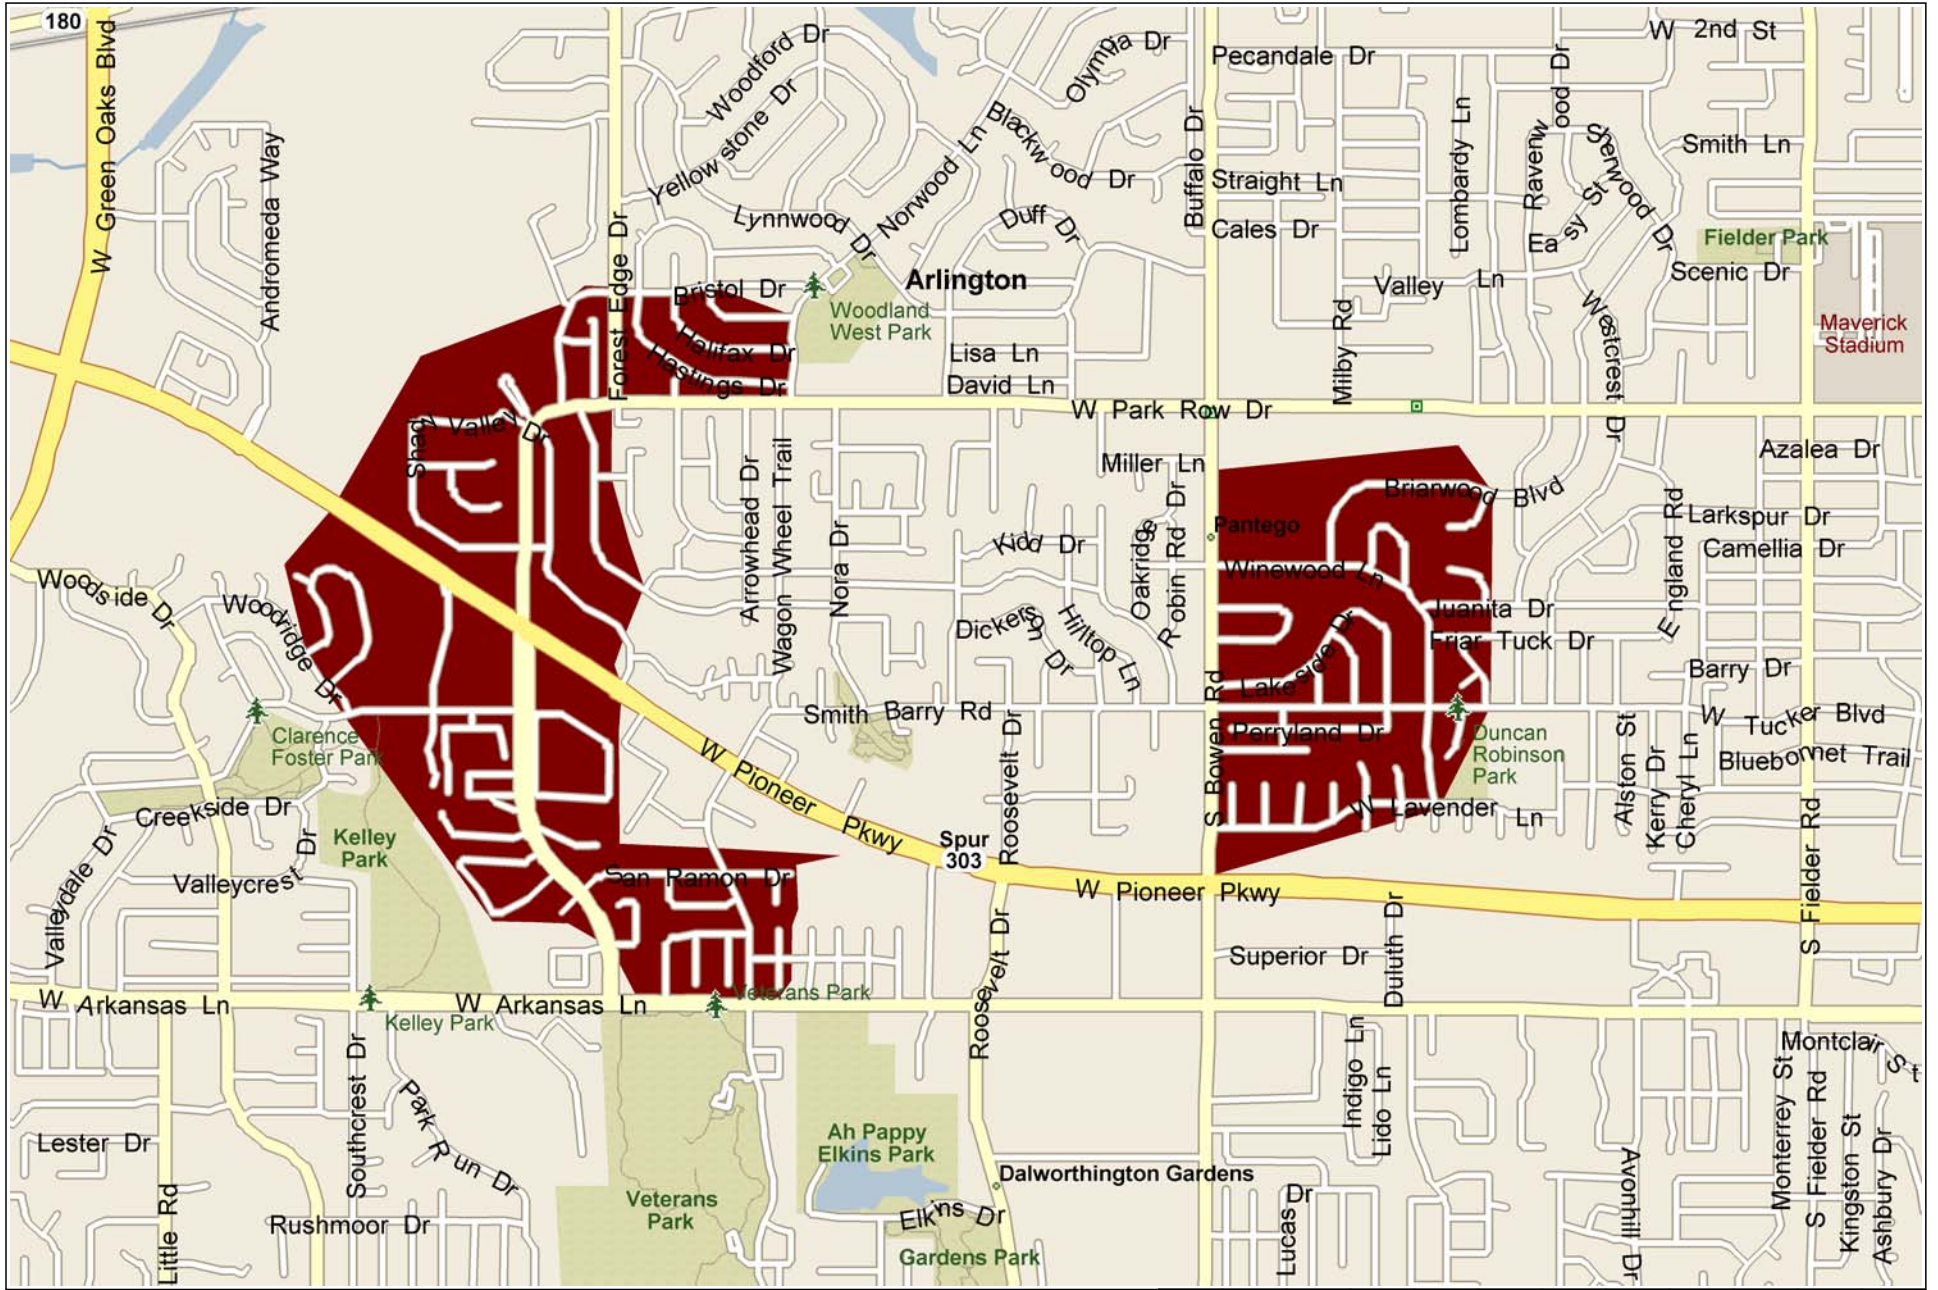 180
W Green Oaks Blvd
Andromeda Way
Woodford Dr
Yellowstone Dr
Olympia Dr
Blackwood Dr
Norwood Ln
Lynnwood Dr
Duff Dr
Buffalo Dr
Pecandale Dr
W 2nd St
Ravenwood Dr
Sherwood Dr
Smith Ln
Lombardy Ln
Straight Ln
Cales Dr
Easy St
Fielder Park
Scenic Dr
Valley Ln
Forest Edge Dr
Bristol Dr
Arlington
Woodland
West Park
Halifax Dr
Hastings Dr
Lisa Ln
David Ln
Milby Rd
Westcrest Dr
Maverick
Stadium
W Park Row Dr
Shady Valley Dr
Azalea Dr
Miller Ln
Arrowhead Dr
Wagon Wheel Trail
Nora Dr
Briarwood Blvd
Oakridge
Robin Rd Dr
Pantego
E England Rd
Larkspur Dr
Camellia Dr
Kidd Dr
Winewood Ln
Woodside Dr
Woodridge Dr
Dickerson Dr
Hilltop Ln
Juanita Dr
Friar Tuck Dr
Lakeside Dr
Barry Dr
Smith Barry Rd
S Bowen Rd
Perryland Dr
Duncan
Robinson
Park
Alston St
Kerry Dr
Cheryl Ln
W Tucker Blvd
Bluebonnet Trail
Clarence
Foster Park
Creekside Dr
Kelley
Park
Valleydale Dr
Valleycrest Dr
W Pioneer Pkwy
Spur
303
Roosevelt Dr
W Lavender Ln
S Fielder Rd
San Ramon Dr
W Pioneer Pkwy
Roosevelt Dr
Superior Dr
Duluth Dr
W Arkansas Ln
W Arkansas Ln
Kelley Park
Veterans Park
Southcrest Dr
Park Run Dr
Indigo Ln
Lido Ln
Montclair St
Monterrey St
S Fielder Rd
Kingston St
Ashbury Dr
Lester Dr
Little Rd
Rushmoor Dr
Ah Pappy
Elkins Park
Veterans
Park
Dalworthington Gardens
Elkins Dr
Gardens Park
Lucas Dr
Avonhill Dr